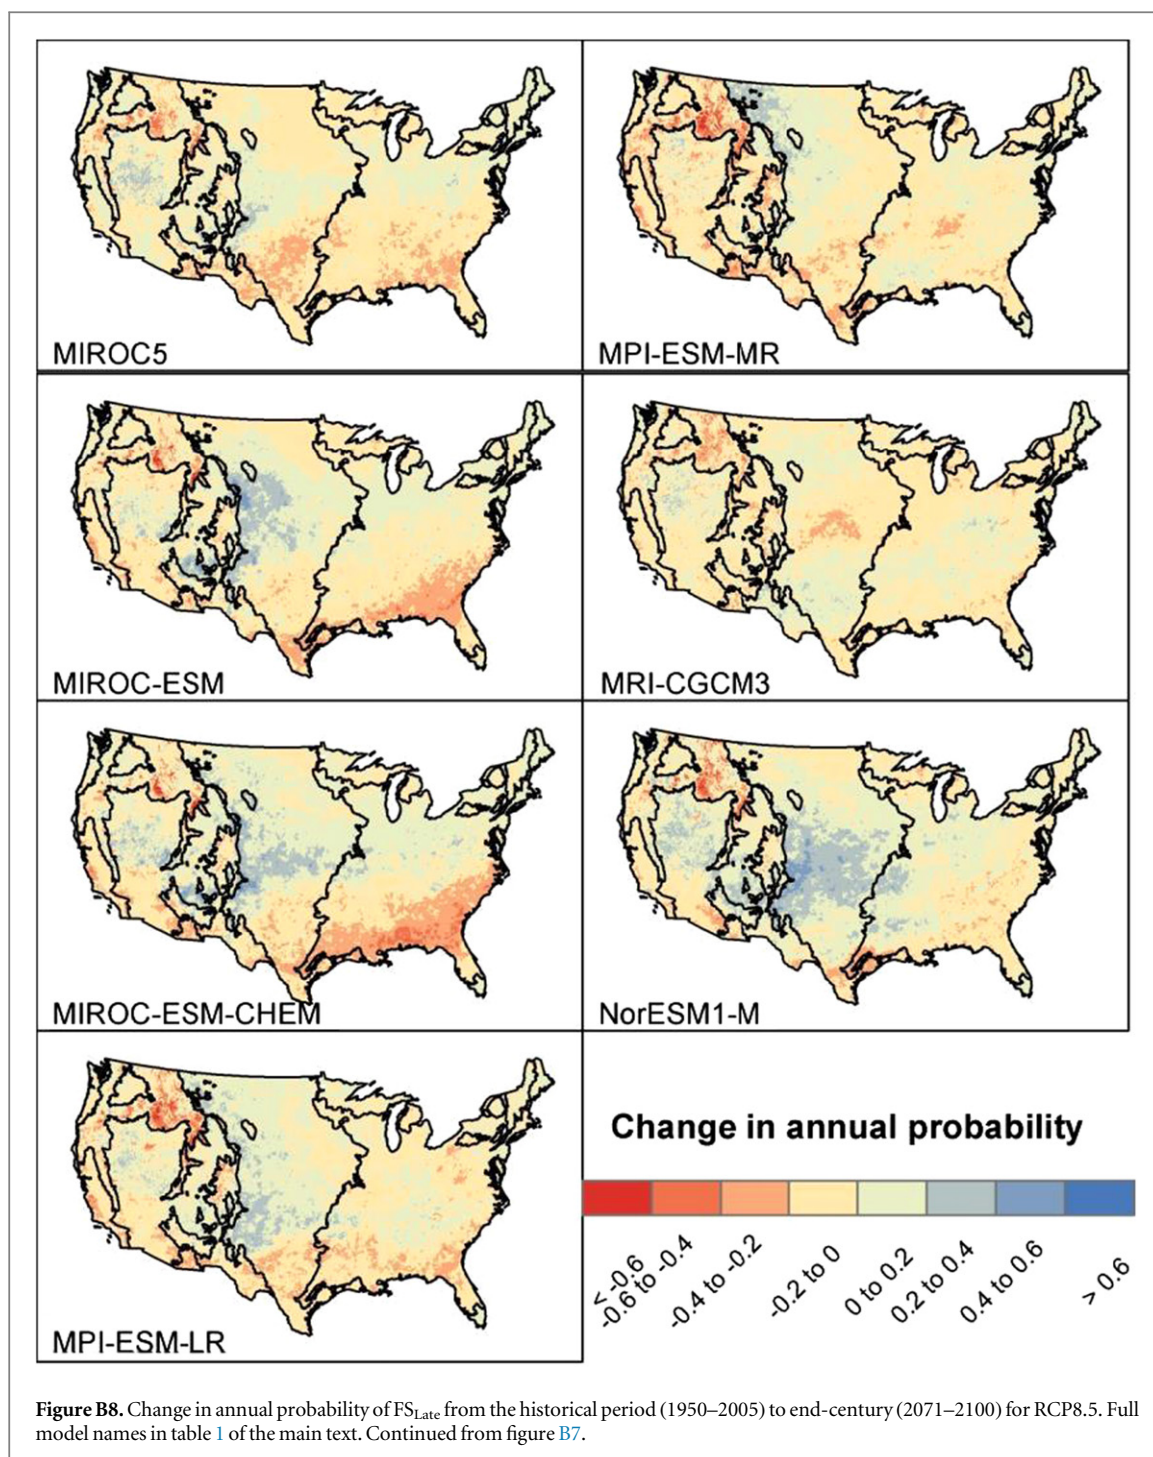 MIROC5
MPI-ESM-MR
MIROC-ESM
MRI-CGCM3
MIROC-ESM-CHEM
NorESM1-M
MPI-ESM-LR
Change in annual probability
< -0.6
-0.6 to -0.4
-0.4 to -0.2
-0.2 to 0
0 to 0.2
0.2 to 0.4
0.4 to 0.6
> 0.6
Figure B8. Change in annual probability of FSLate from the historical period (1950–2005) to end-century (2071–2100) for RCP8.5. Full
model names in table 1 of the main text. Continued from figure B7.